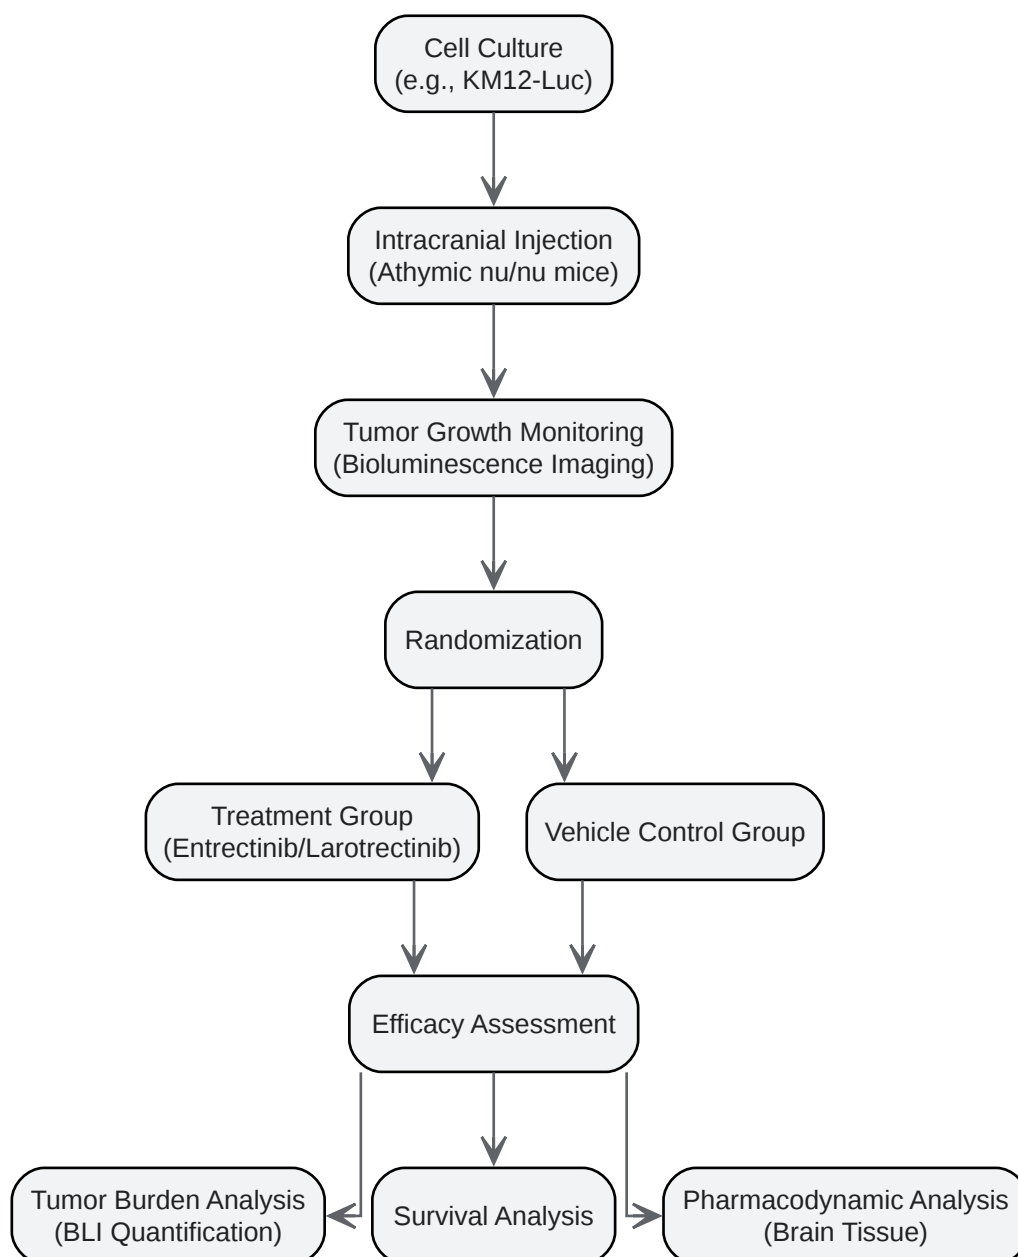 Cell Culture
(e.g., KM12-Luc)
Intracranial Injection
(Athymic nu/nu mice)
Tumor Growth Monitoring
(Bioluminescence Imaging)
Randomization
Treatment Group
(Entrectinib/Larotrectinib)
Vehicle Control Group
Efficacy Assessment
Tumor Burden Analysis
(BLI Quantification)
Survival Analysis
Pharmacodynamic Analysis
(Brain Tissue)